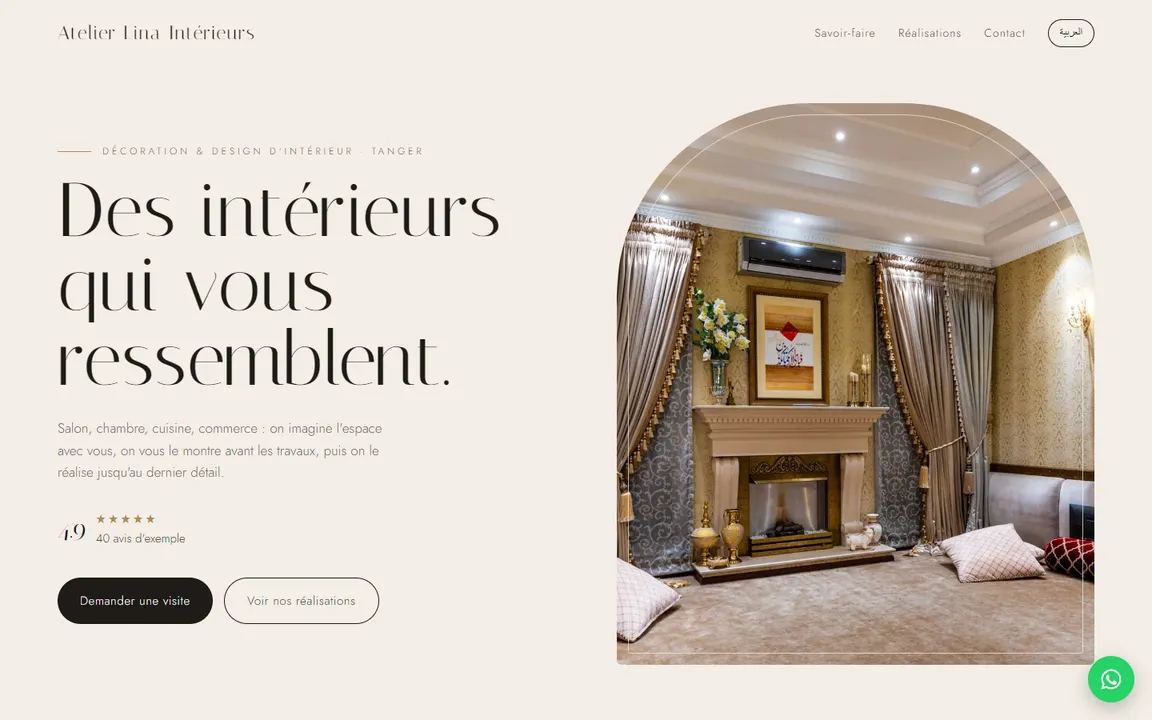 Atelier Lina Intérieurs
Savoir-faire
Réalisations
Contact
العربية
DÉCORATION & DESIGN D'INTÉRIEUR · TANGER
Des intérieurs
qui vous
ressemblent.
Salon, chambre, cuisine, commerce : on imagine l'espace
avec vous, on vous le montre avant les travaux, puis on le
réalise jusqu'au dernier détail.
4.9
★★★★★
40 avis d'exemple
Demander une visite
Voir nos réalisations